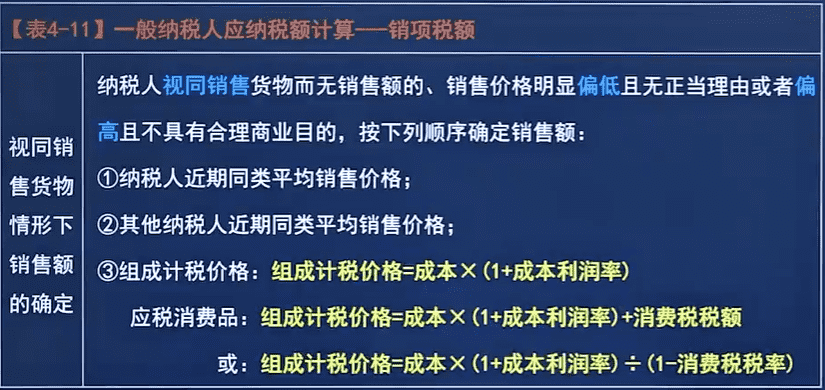 【表4-11】一般纳税人应纳税额计算---销项税额
视同销
售货物
情形下
销售额
的确定
纳税人视同销售货物而无销售额的、销售价格明显偏低且无正当理由或者偏
高且不具有合理商业目的，按下列顺序确定销售额：
①纳税人近期同类平均销售价格；
②其他纳税人近期同类平均销售价格；
③组成计税价格：组成计税价格=成本×(1+成本利润率)
应税消费品：组成计税价格=成本×(1+成本利润率)+消费税税额
或：组成计税价格=成本×(1+成本利润率)÷(1-消费税税率)